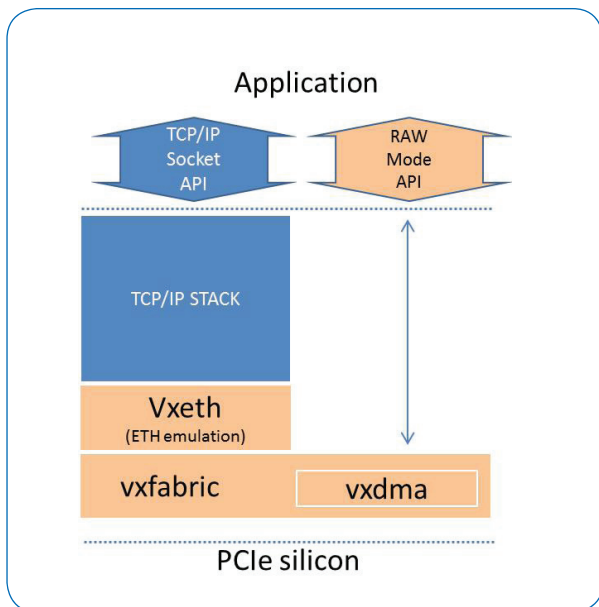 Application
TCP/IP
Socket
API
RAW
Mode
API
TCP/IP STACK
Vxeth
(ETH emulation)
vxfabric
vxdma
PCIe silicon